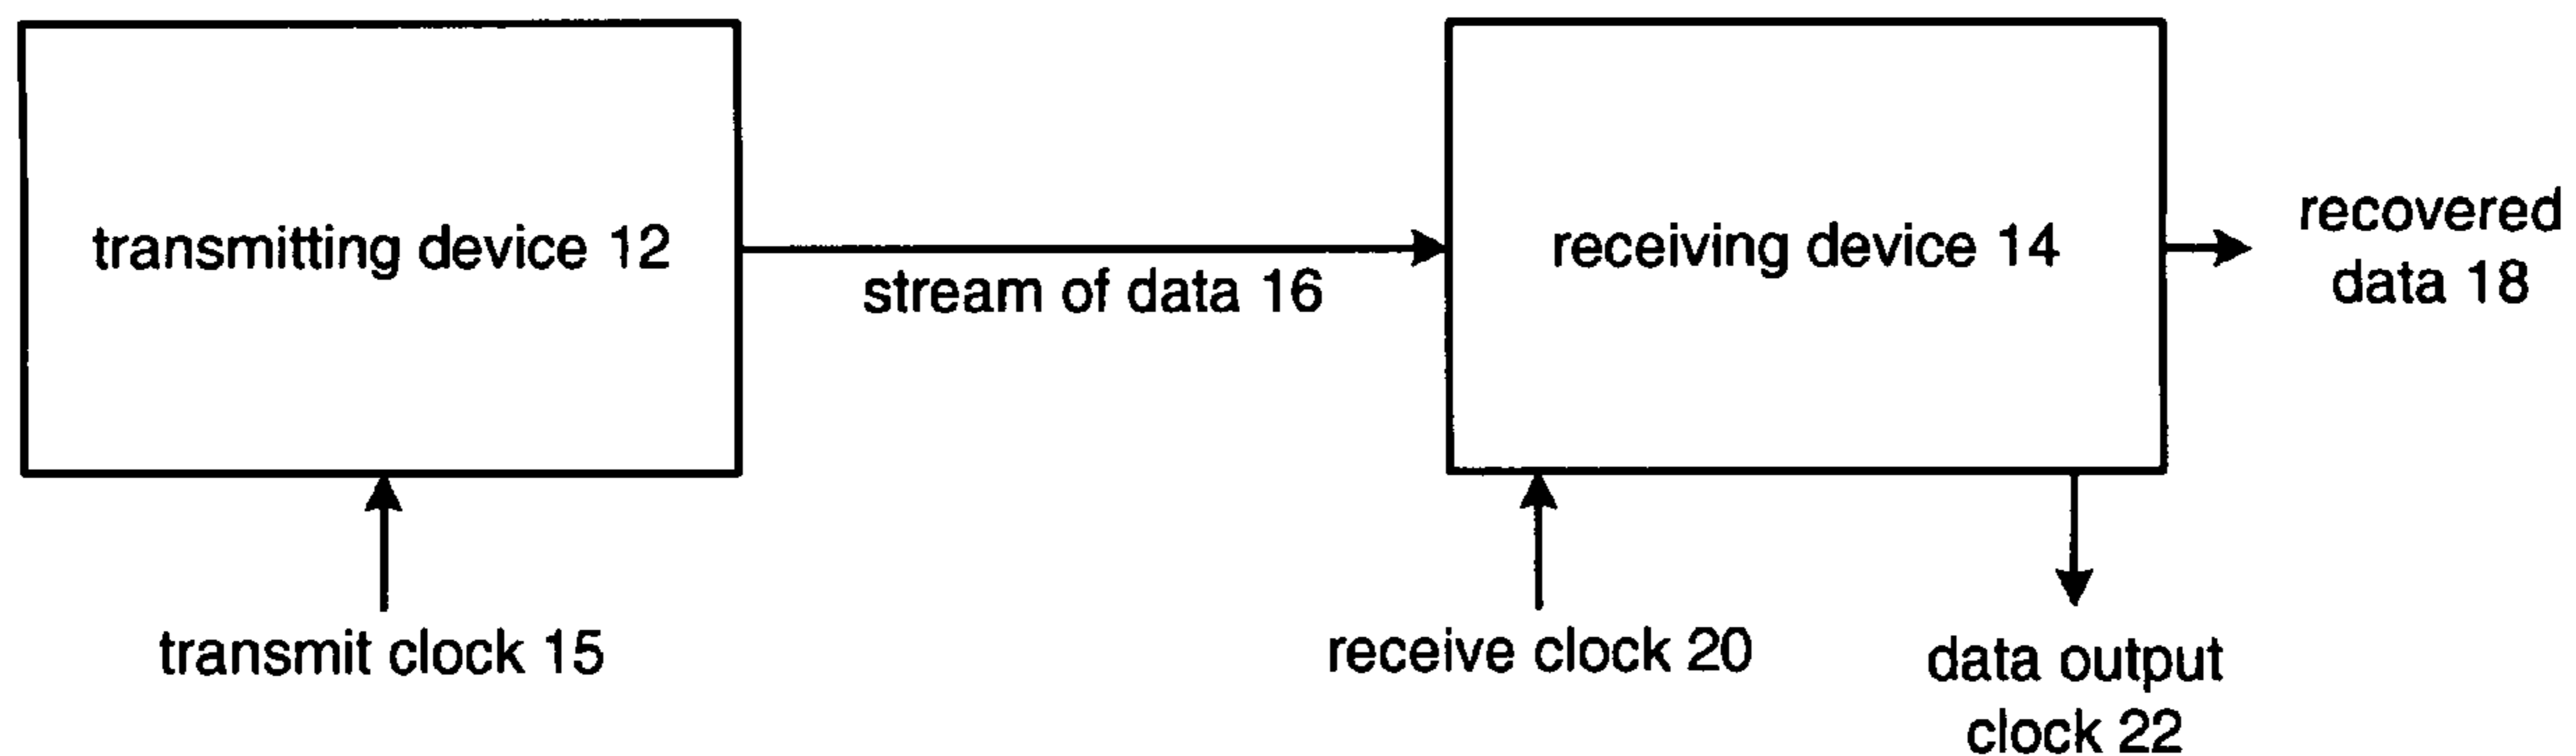 transmitting device 12
stream of data 16
receiving device 14
recovered
data 18
transmit clock 15
receive clock 20
data output
clock 22